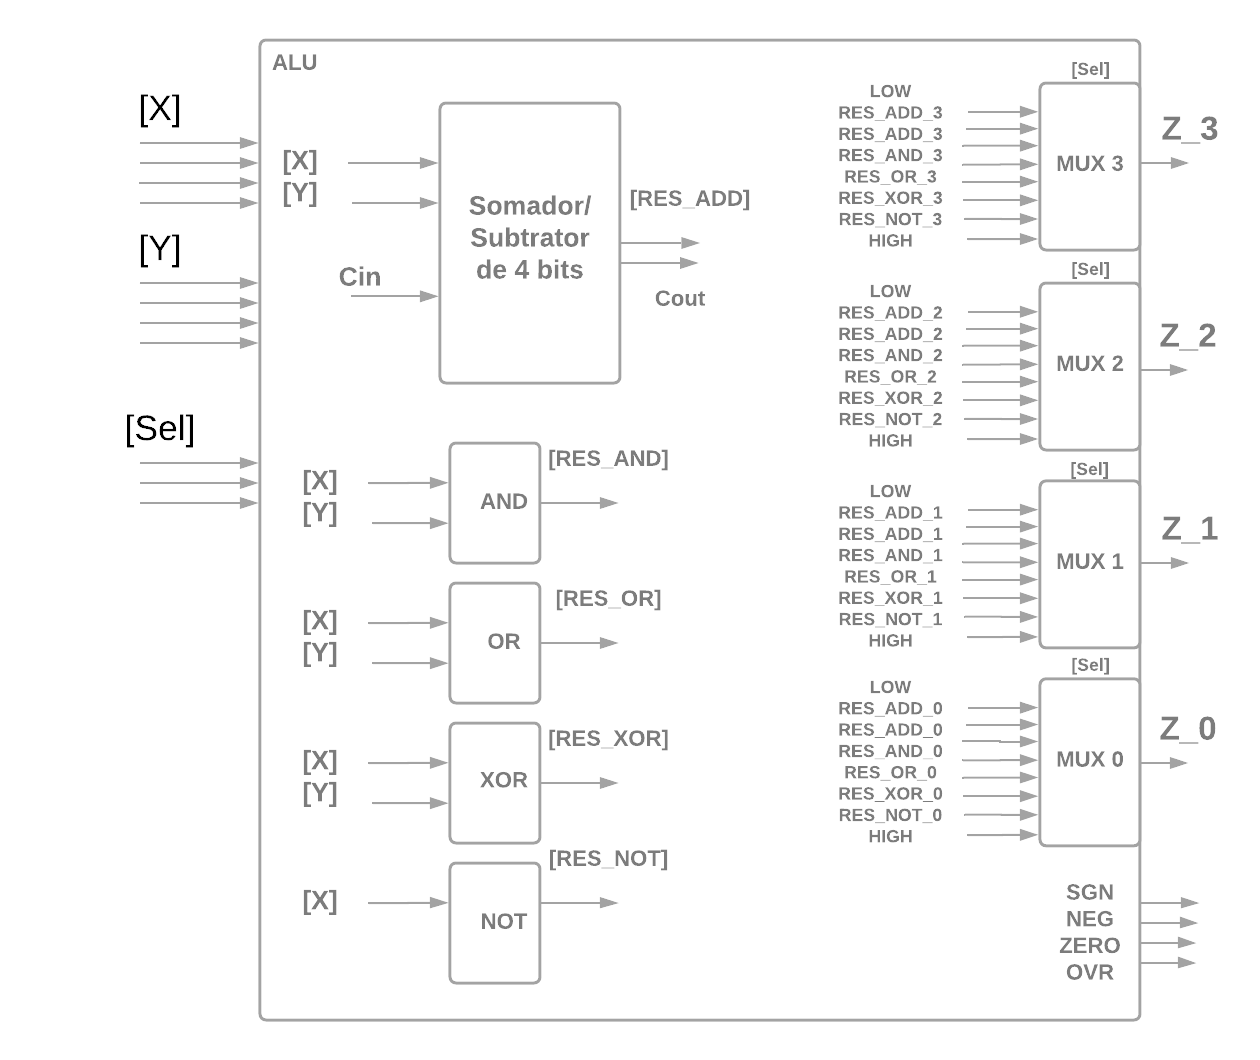 ALU
[X]
[Y]
[Sel]
[X]
[Y]
Cin
Somador/
Subtrator
de 4 bits
[RES_ADD]
Cout
[X]
[Y]
AND
[RES_AND]
[X]
[Y]
OR
[RES_OR]
[X]
[Y]
XOR
[RES_XOR]
[X]
NOT
[RES_NOT]
[Sel]
LOW
RES_ADD_3
RES_ADD_3
RES_AND_3
RES_OR_3
RES_XOR_3
RES_NOT_3
HIGH
MUX 3
Z_3
[Sel]
LOW
RES_ADD_2
RES_ADD_2
RES_AND_2
RES_OR_2
RES_XOR_2
RES_NOT_2
HIGH
MUX 2
Z_2
[Sel]
LOW
RES_ADD_1
RES_ADD_1
RES_AND_1
RES_OR_1
RES_XOR_1
RES_NOT_1
HIGH
MUX 1
Z_1
[Sel]
LOW
RES_ADD_0
RES_ADD_0
RES_AND_0
RES_OR_0
RES_XOR_0
RES_NOT_0
HIGH
MUX 0
Z_0
SGN
NEG
ZERO
OVR